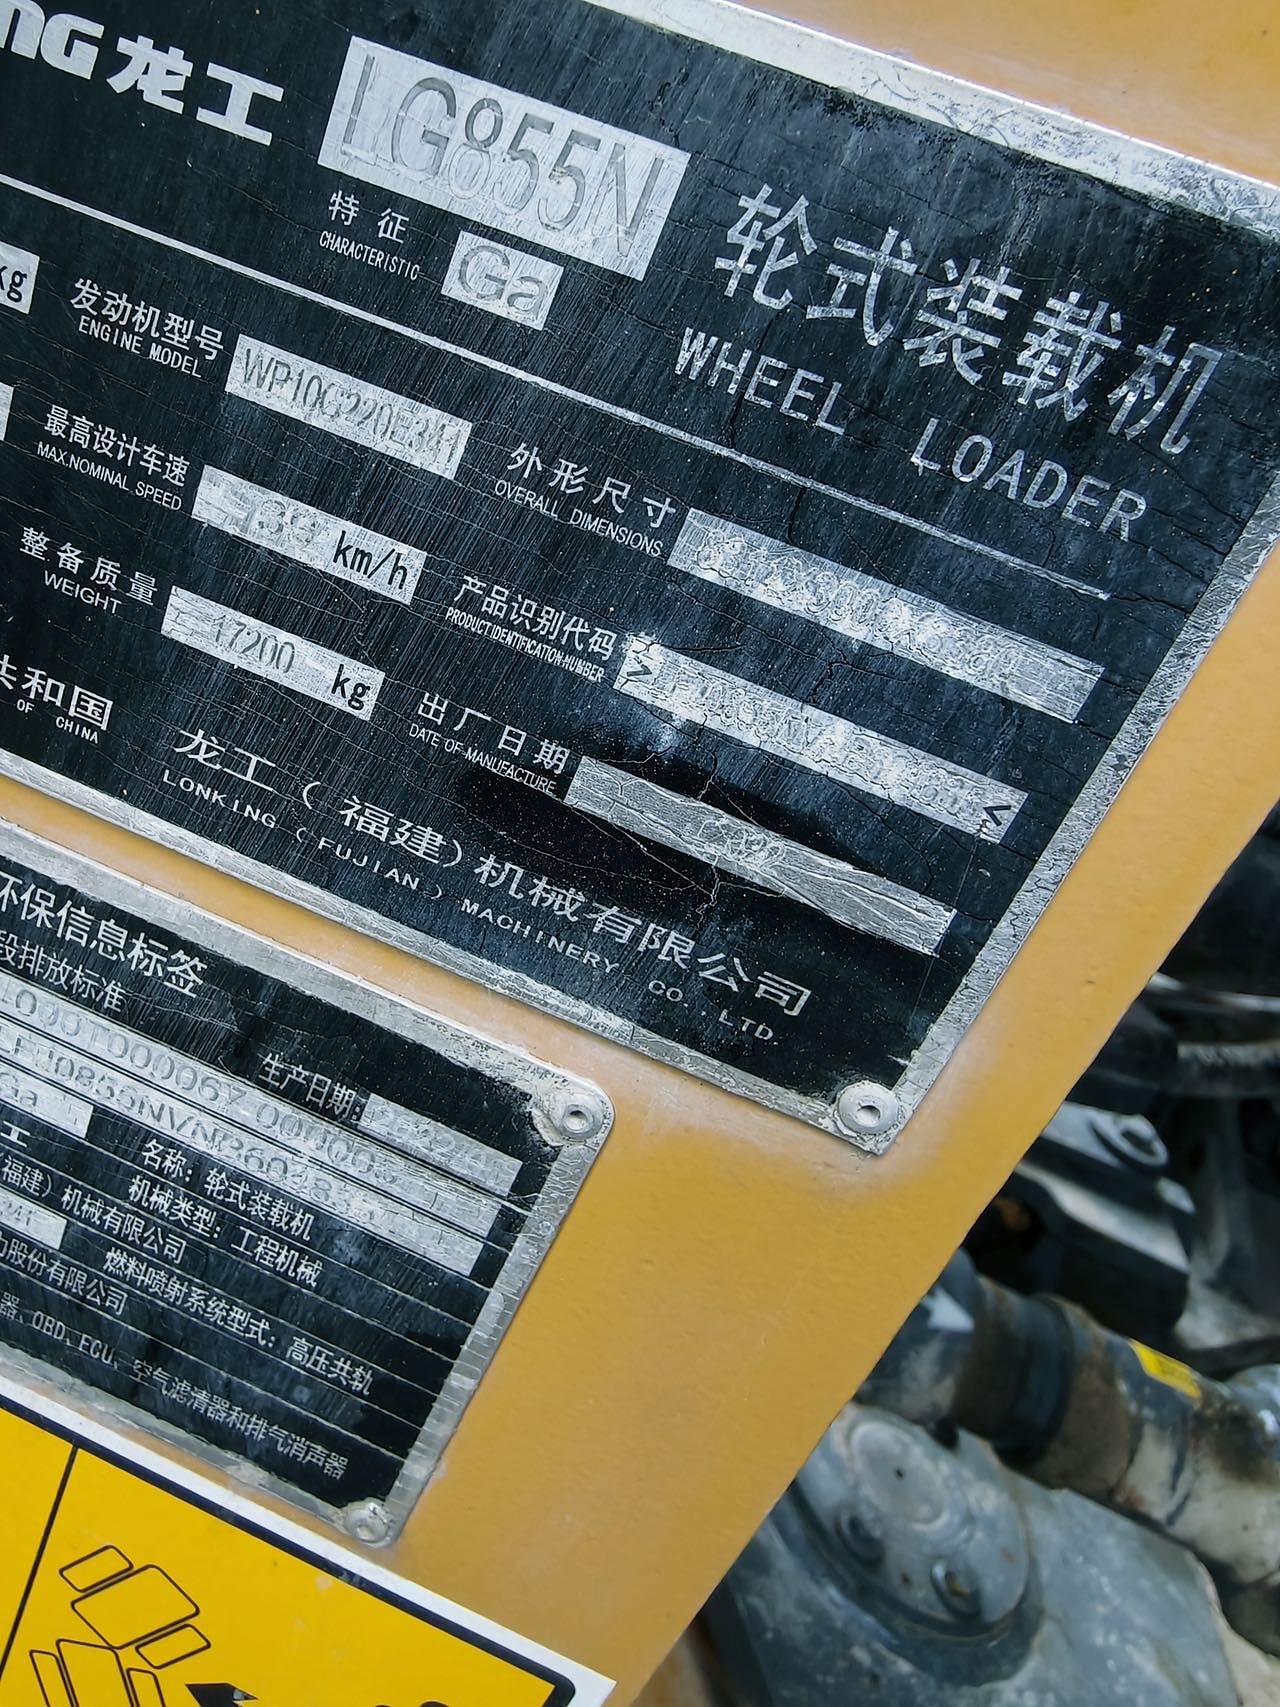 NG 龙工
LG855N
轮式装载机
WHEEL LOADER
特征
CHARACTERISTIC
Ga
kg
发动机型号
ENGINE MODEL
WP10G220E341
外形尺寸
OVERALL DIMENSIONS
最高设计车速
MAX.NOMINAL SPEED
km/h
产品识别代码
PRODUCT IDENTIFICATION NUMBER
整备质量
WEIGHT
17200 kg
出厂日期
DATE OF MANUFACTURE
共和国
OF CHINA
龙工(福建)机械有限公司
LONKING (FUJIAN) MACHINERY CO.,LTD.
环保信息标签
段排放标准
生产日期:
Ga
工
名称: 轮式装载机
福建)机械有限公司
机械类型: 工程机械
341
力股份有限公司
燃料喷射系统型式: 高压共轨
器、OBD、ECU、空气滤清器和排气消声器